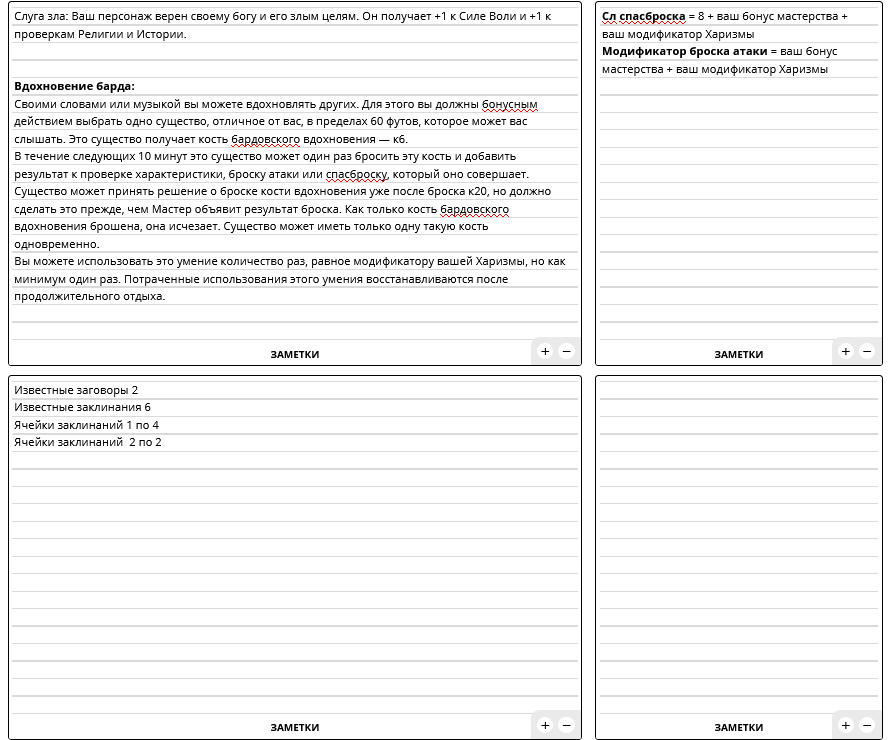 Слуга зла: Ваш персонаж верен своему богу и его злым целям. Он получает +1 к Силе Воли и +1 к
проверкам Религии и Истории.
Вдохновение барда:
Своими словами или музыкой вы можете вдохновлять других. Для этого вы должны бонусным
действием выбрать одно существо, отличное от вас, в пределах 60 футов, которое может вас
слышать. Это существо получает кость бардовского вдохновения — к6.
В течение следующих 10 минут это существо может один раз бросить эту кость и добавить
результат к проверке характеристики, броску атаки или спасброску, который оно совершает.
Существо может принять решение о броске кости вдохновения уже после броска к20, но должно
сделать это прежде, чем Мастер объявит результат броска. Как только кость бардовского
вдохновения брошена, она исчезает. Существо может иметь только одну такую кость
одновременно.
Вы можете использовать это умение количество раз, равное модификатору вашей Харизмы, но как
минимум один раз. Потраченные использования этого умения восстанавливаются после
продолжительного отдыха.
ЗАМЕТКИ
+ −
Сл спасброска = 8 + ваш бонус мастерства +
ваш модификатор Харизмы
Модификатор броска атаки = ваш бонус
мастерства + ваш модификатор Харизмы
ЗАМЕТКИ
+ −
Известные заговоры 2
Известные заклинания 6
Ячейки заклинаний 1 по 4
Ячейки заклинаний  2 по 2
ЗАМЕТКИ
+ −
ЗАМЕТКИ
+ −